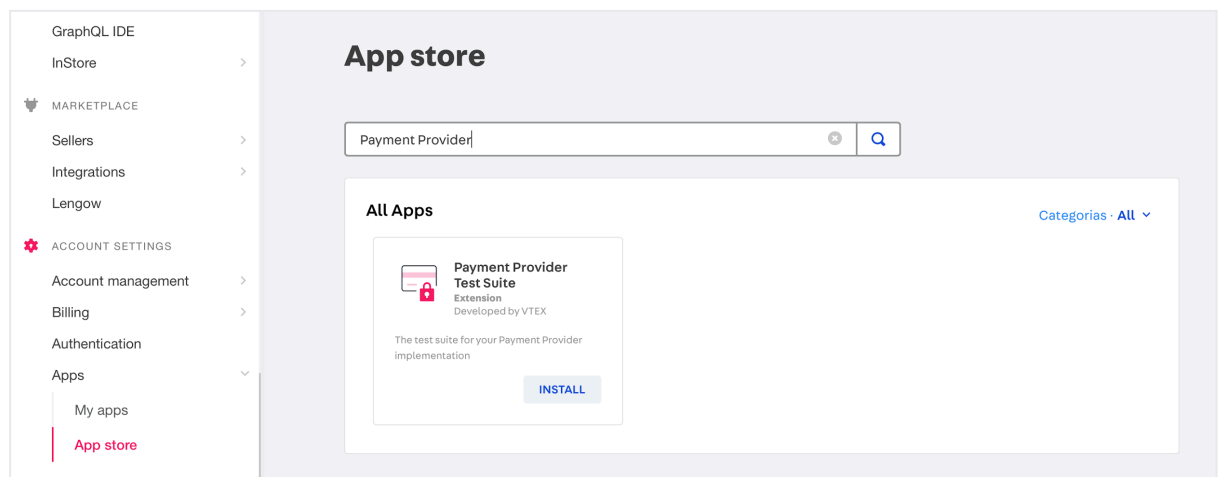 GraphQL IDE
InStore
MARKETPLACE
Sellers
Integrations
Lengow
ACCOUNT SETTINGS
Account management
Billing
Authentication
Apps
My apps
App store
App store
Payment Provider
All Apps
Categorias · All
Payment Provider
Test Suite
Extension
Developed by VTEX
The test suite for your Payment Provider
implementation
INSTALL